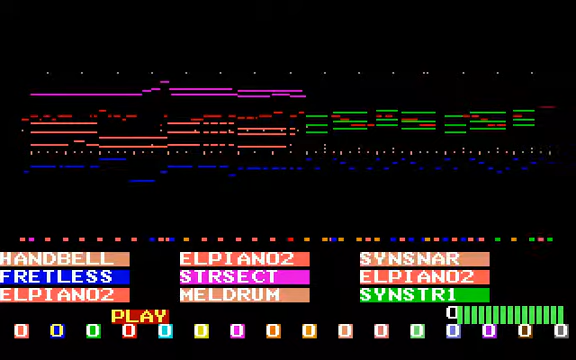 HANDBELL ELPIANO2 SYNSNAR
FRETLESS STRSECT ELPIANO2
ELPIANO2 MELDRUM SYNSTR1
PLAY 9
0 0 0 0 0 0 0 0 0 0 0 0 0 0 0 0